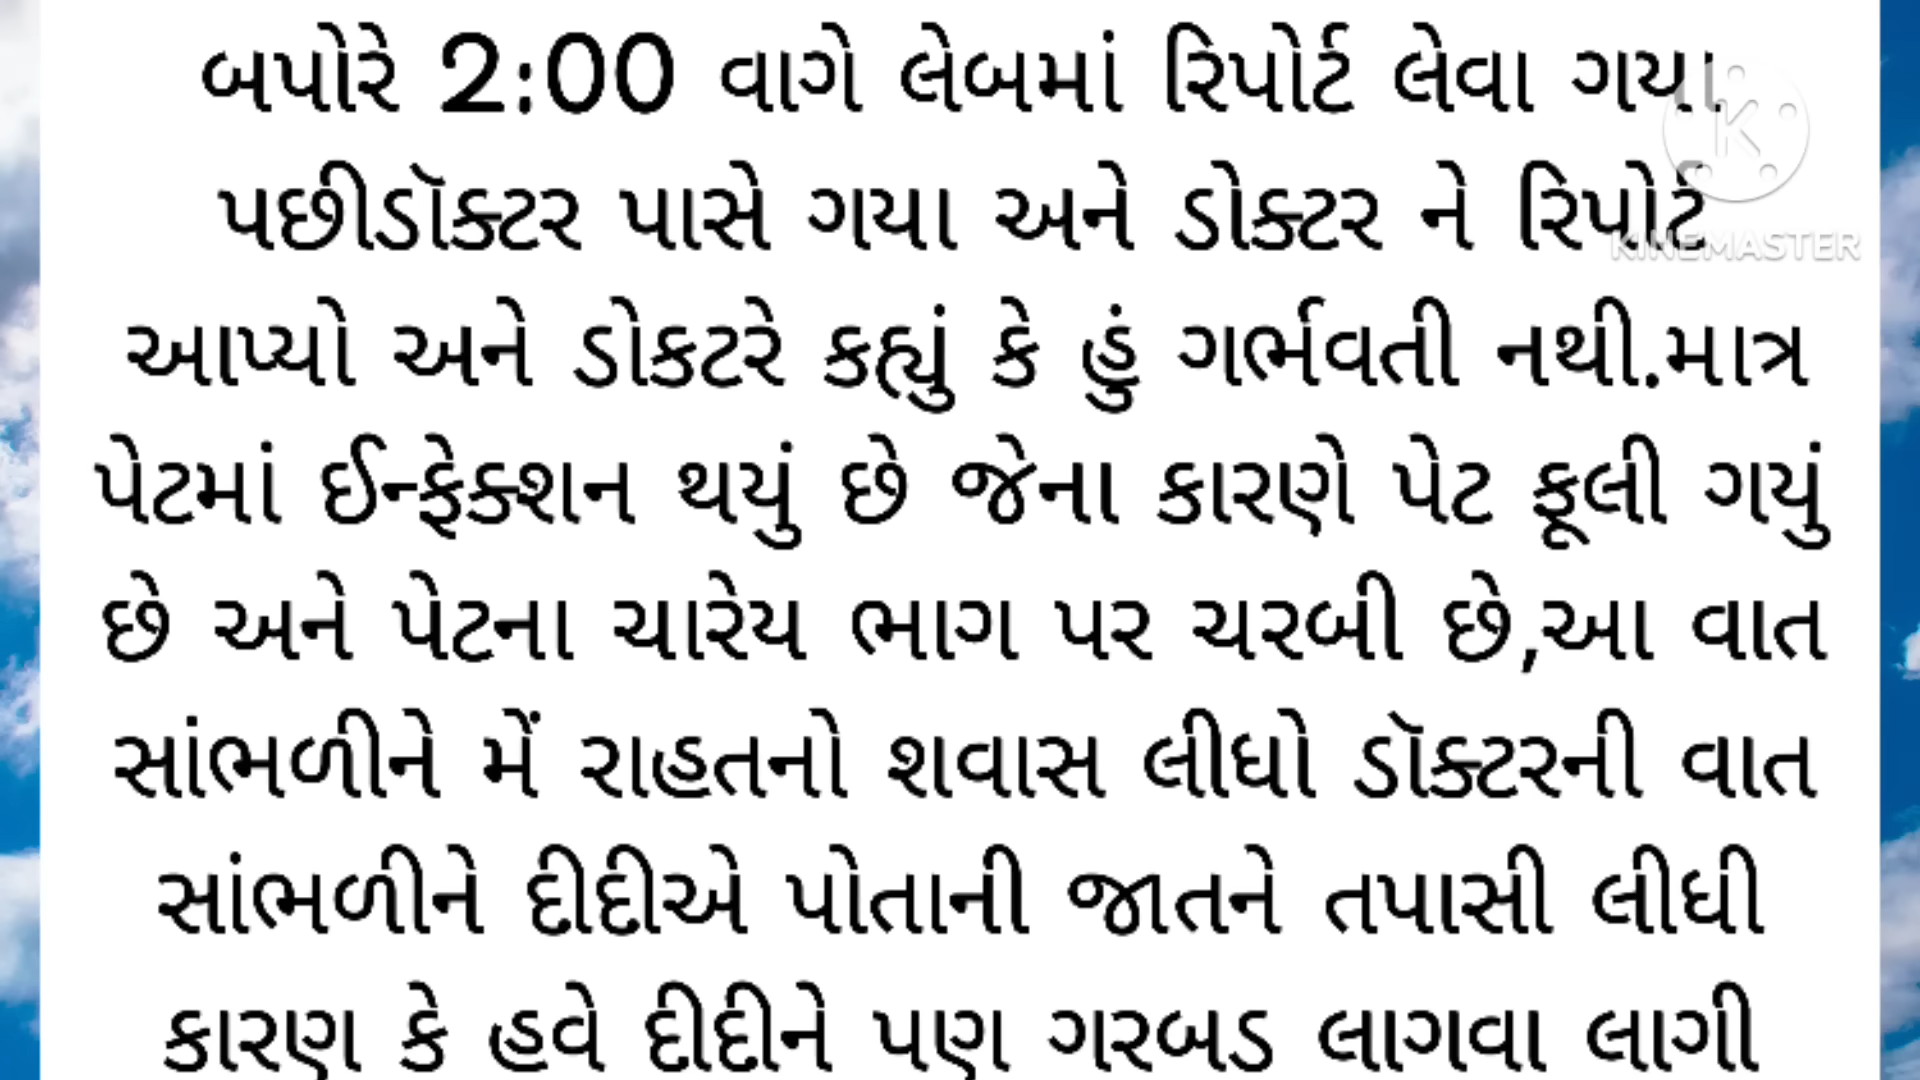 બપોરે 2:00 વાગે લેબમાં રિપોર્ટ લેવા ગયા
પછીડૉક્ટર પાસે ગયા અને ડોક્ટર ને રિપોર્ટ
KINEMASTER
આપ્યો અને ડોકટરે કહ્યું કે હું ગર્ભવતી નથી.માત્ર
પેટમાં ઈન્ફેક્શન થયું છે જેના કારણે પેટ ફૂલી ગયું
છે અને પેટના ચારેય ભાગ પર ચરબી છે,આ વાત
સાંભળીને મેં રાહતનો શવાસ લીધો ડૉક્ટરની વાત
સાંભળીને દીદીએ પોતાની જાતને તપાસી લીધી
કારણ કે હવે દીદીને પણ ગરબડ લાગવા લાગી